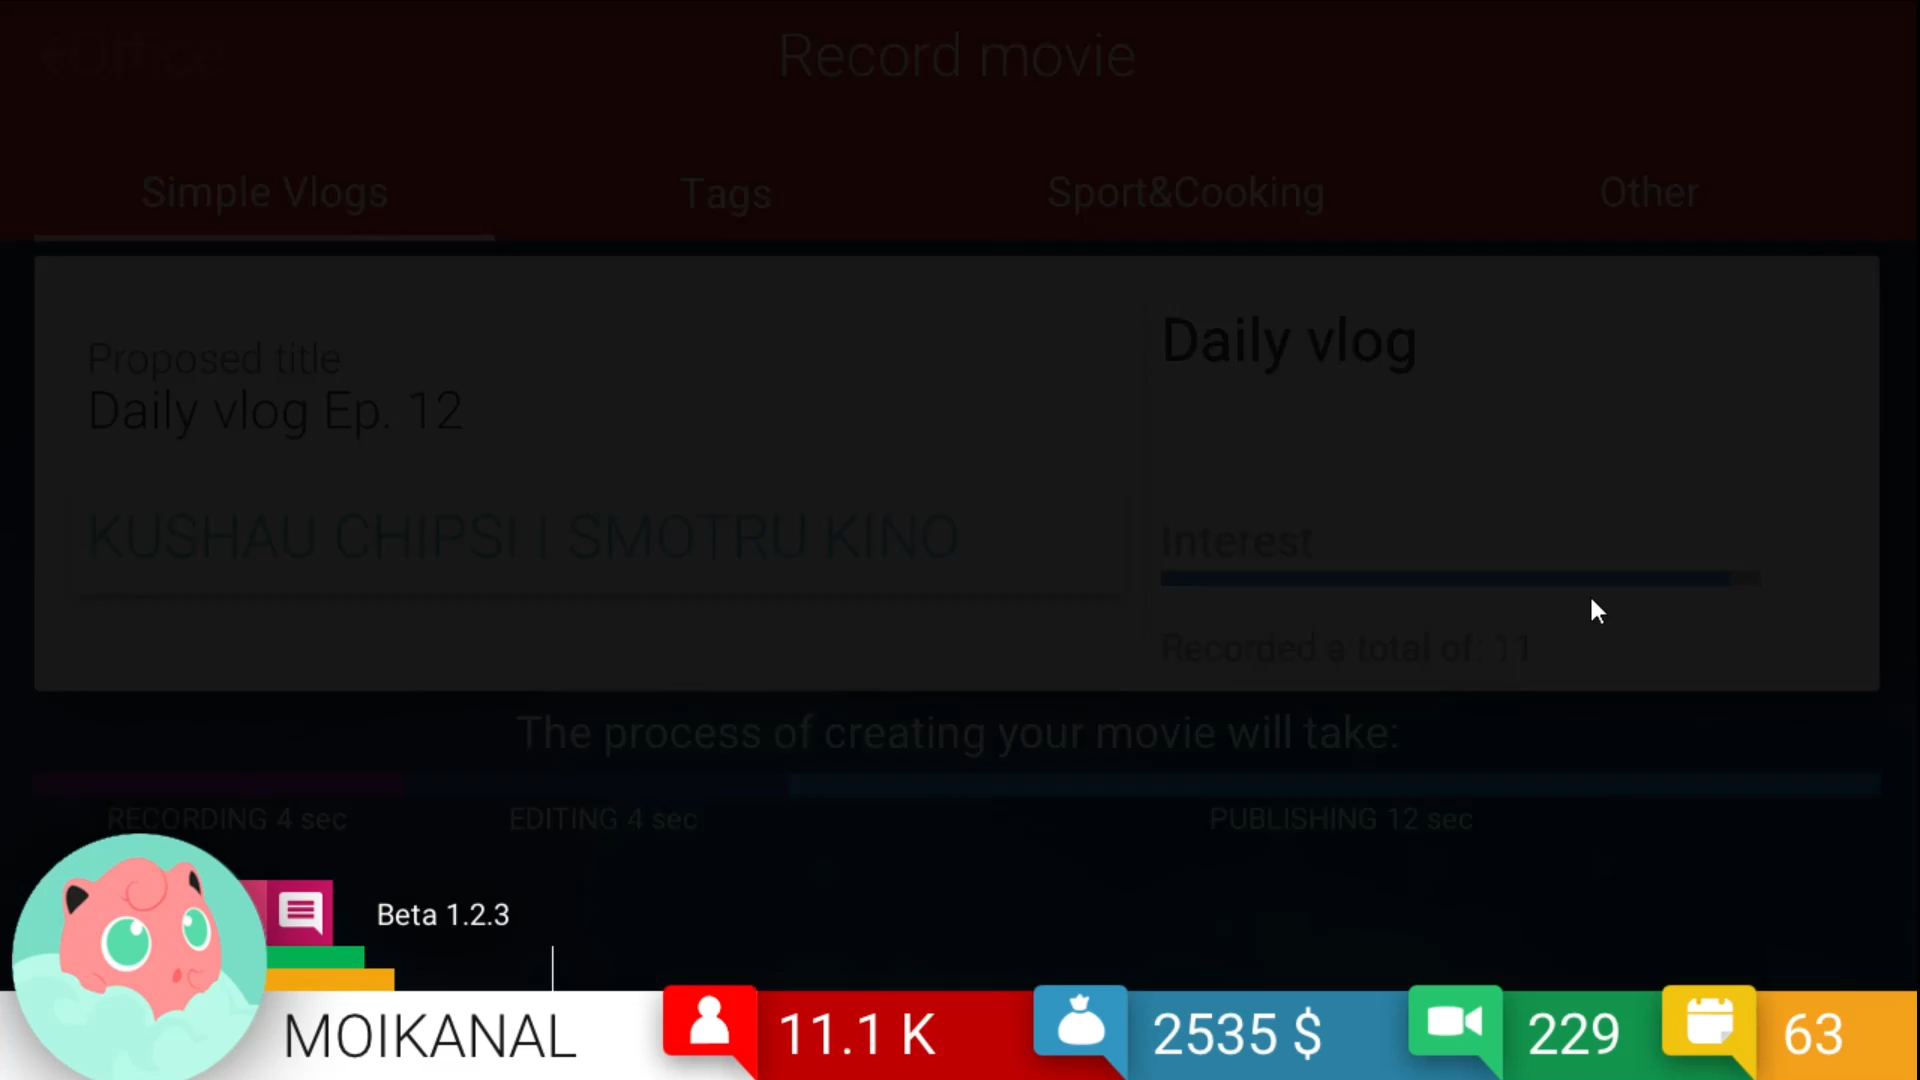 Office
Record movie
Simple Vlogs
Tags
Sport&Cooking
Other
Proposed title
Daily vlog Ep. 12
KUSHAU CHIPSI I SMOTRU KINO
Daily vlog
Interest
Recorded a total of: 11
The process of creating your movie will take:
RECORDING 4 sec
EDITING 4 sec
PUBLISHING 12 sec
Beta 1.2.3
MOIKANAL
11.1 K
2535 $
229
63